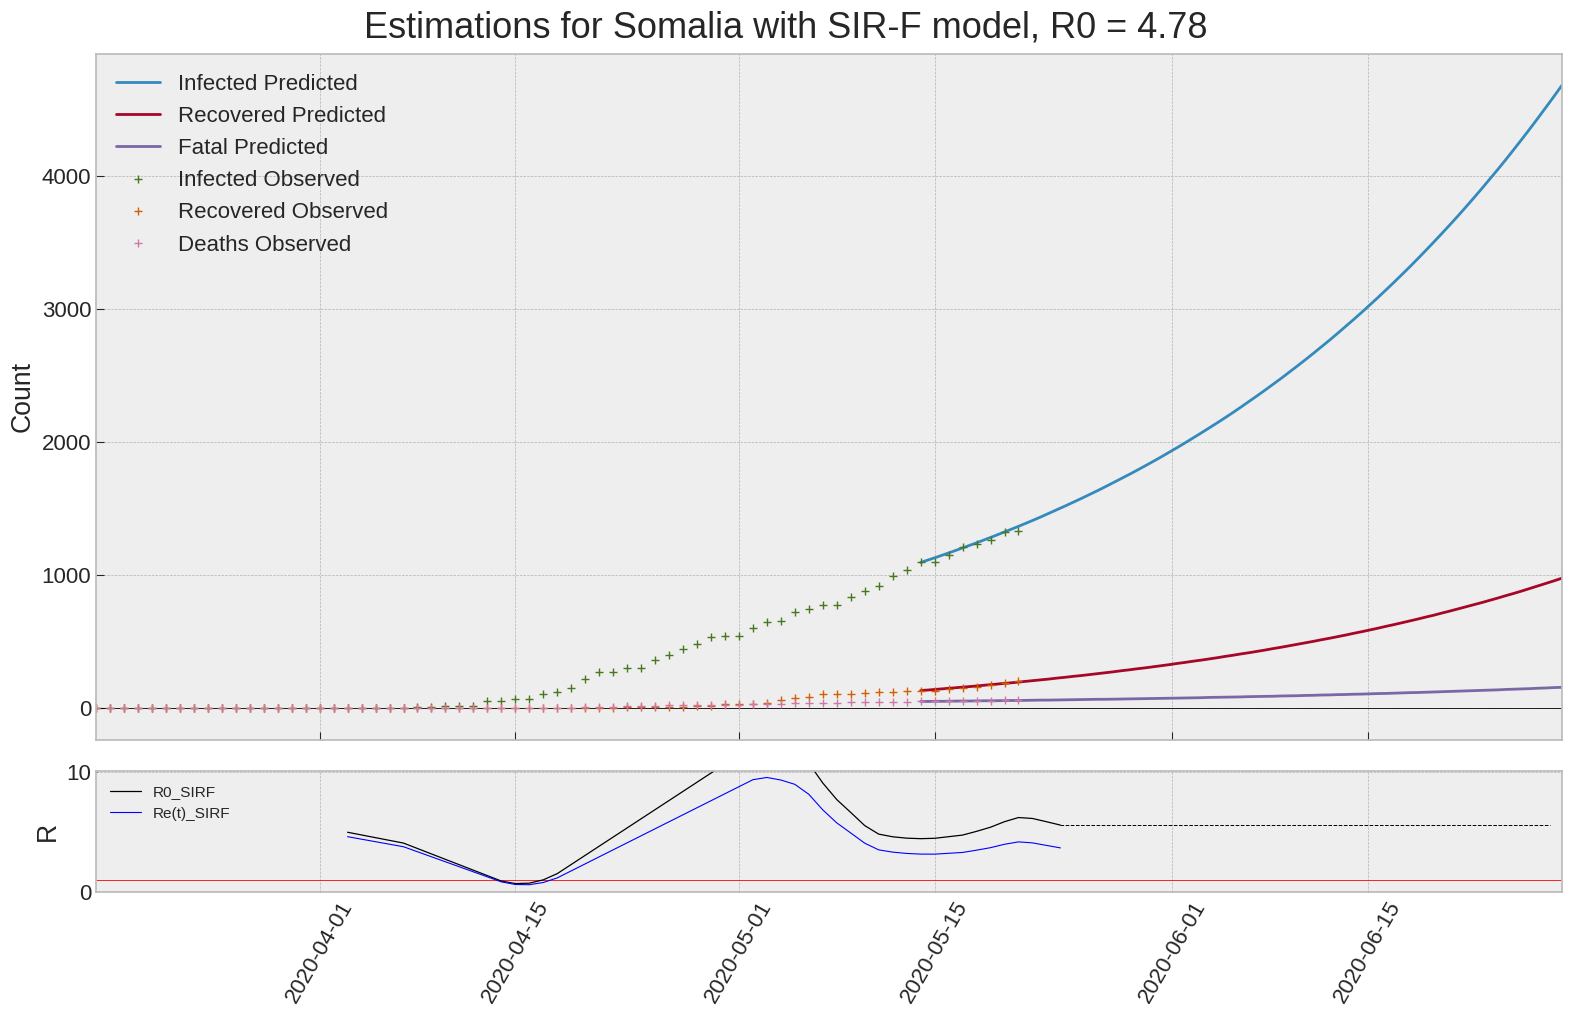 Estimations for Somalia with SIR-F model, R0 = 4.78
Infected Predicted
Recovered Predicted
Fatal Predicted
Infected Observed
Recovered Observed
Deaths Observed
Count
4000
3000
2000
1000
0
R0_SIRF
Re(t)_SIRF
R
10
0
2020-04-01
2020-04-15
2020-05-01
2020-05-15
2020-06-01
2020-06-15